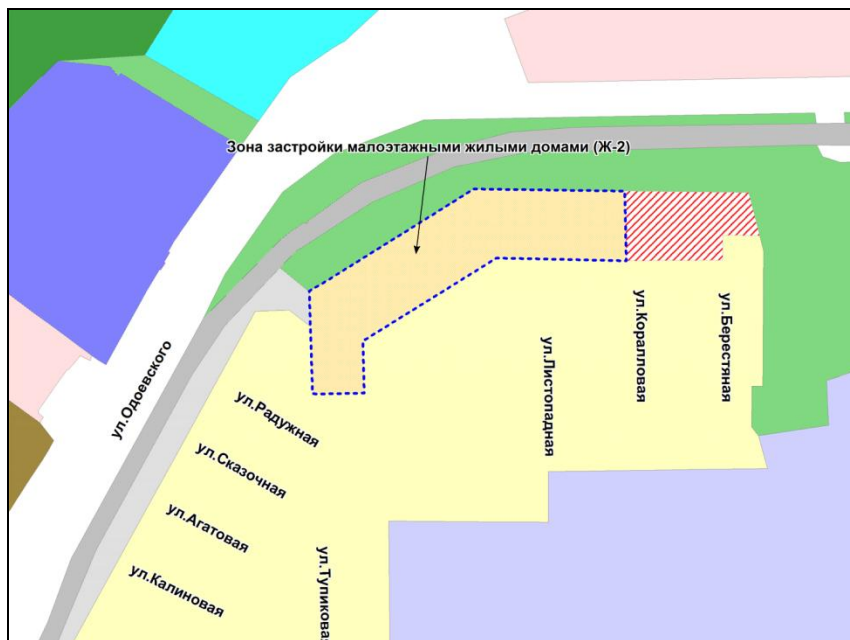 Зона застройки малоэтажными жилыми домами (Ж-2)
ул.Одоевского
ул.Радужная
ул.Сказочная
ул.Агатовая
ул.Калиновая
ул.Тупикова
ул.Листопадная
ул.Коралловая
ул.Берестяная